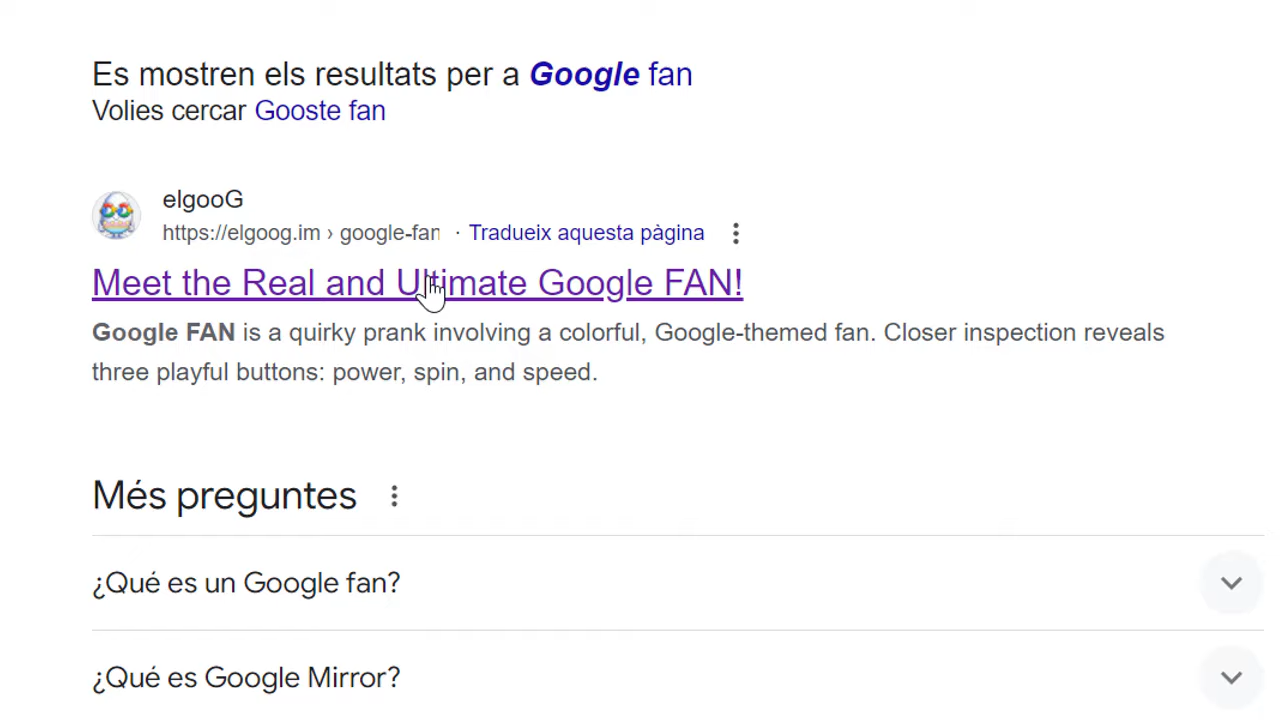 Es mostren els resultats per a Google fan
Volies cercar Gooste fan
elgooG
https://elgoog.im › google-fan · Tradueix aquesta pàgina
Meet the Real and Ultimate Google FAN!
Google FAN is a quirky prank involving a colorful, Google-themed fan. Closer inspection reveals
three playful buttons: power, spin, and speed.
Més preguntes
¿Qué es un Google fan?
¿Qué es Google Mirror?